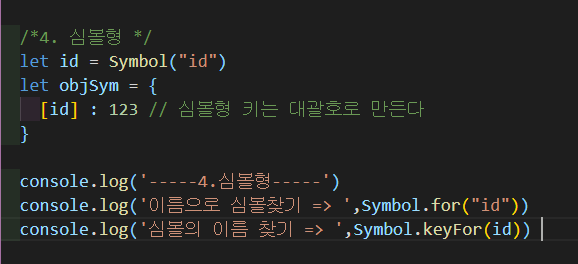 /*4. 심볼형 */
let id = Symbol("id")
let objSym = {
[id] : 123 // 심볼형 키는 대괄호로 만든다
}
console.log('-----4.심볼형-----')
console.log('이름으로 심볼찾기 => ',Symbol.for("id"))
console.log('심볼의 이름 찾기 => ',Symbol.keyFor(id))